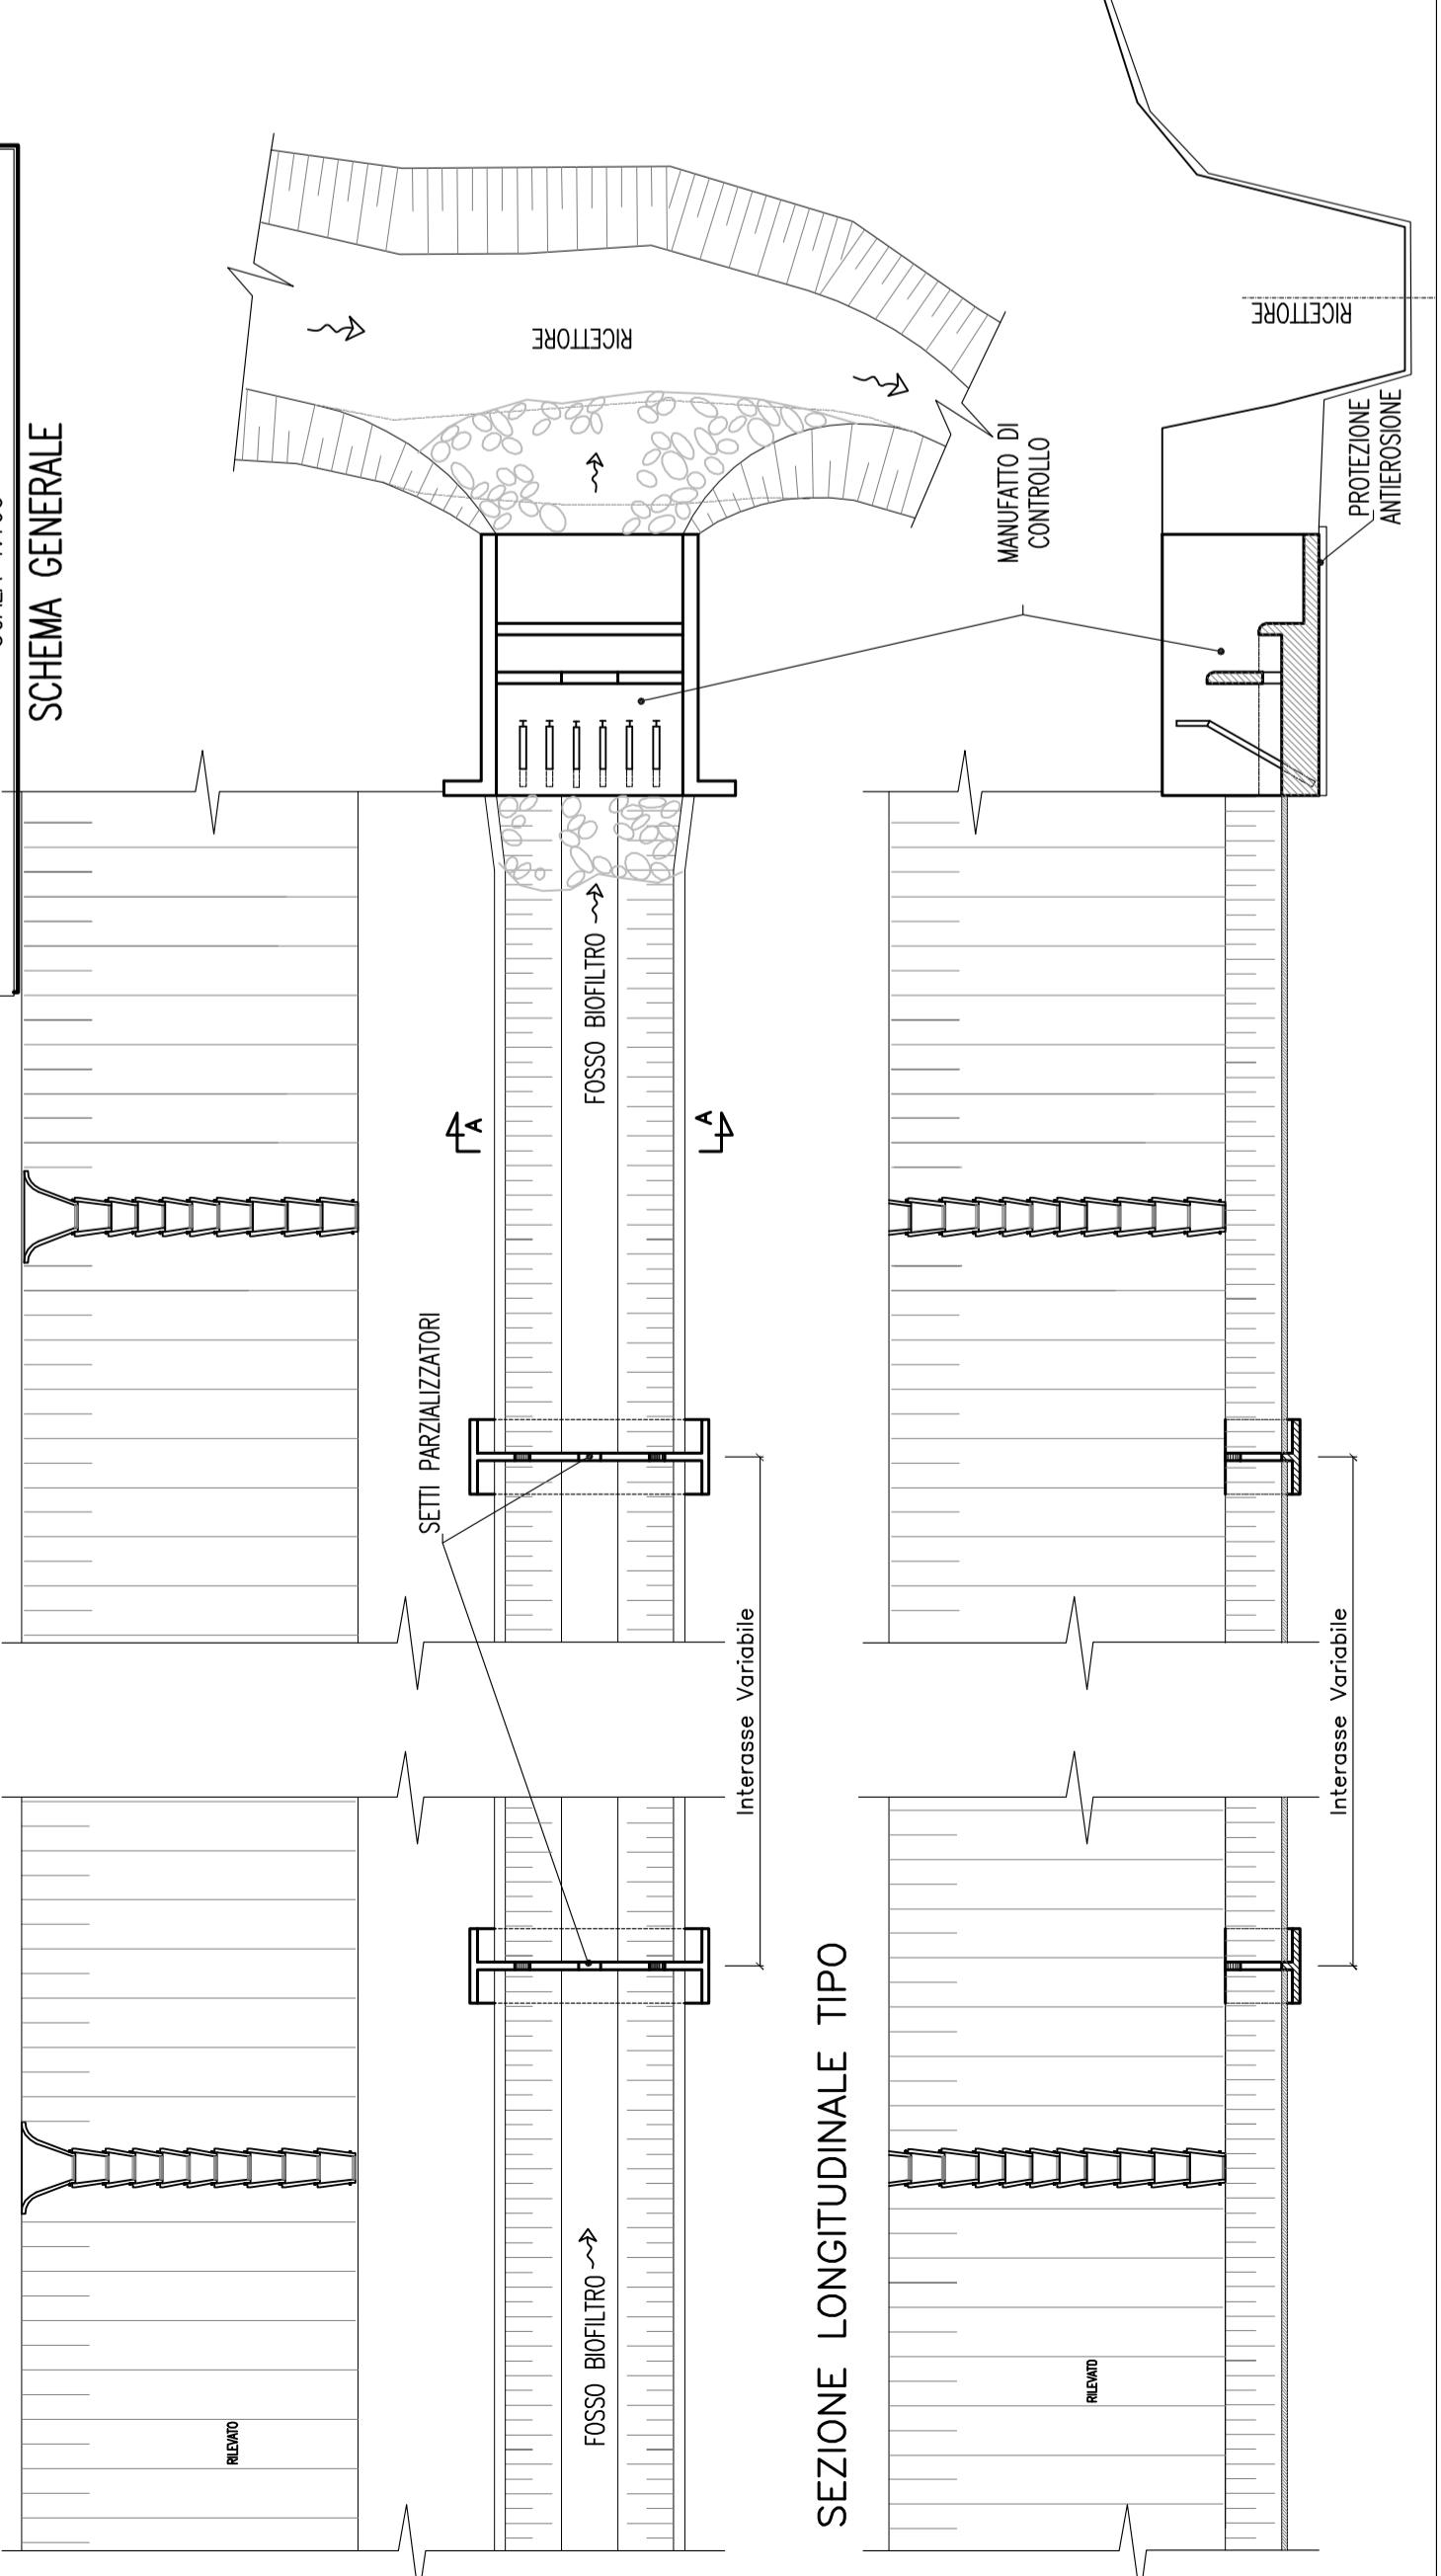 SCHEMA GENERALE
RILEVATO
SETTI PARZIALIZZATORI
FOSSO BIOFILTRO
FOSSO BIOFILTRO
A
A
RICETTORE
Interasse Variabile
MANUFATTO DI
CONTROLLO
SEZIONE LONGITUDINALE TIPO
RILEVATO
RICETTORE
Interasse Variabile
PROTEZIONE
ANTEROSIONE